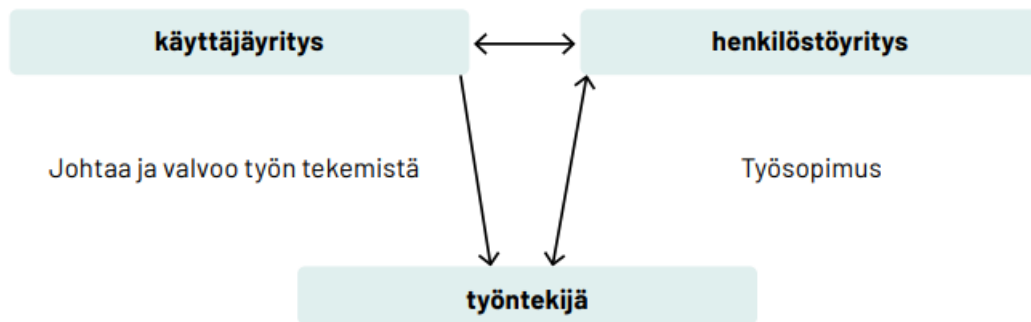 käyttäjäyritys
henkilöstöyritys
Johtaa ja valvoo työn tekemistä
Työsopimus
työntekijä